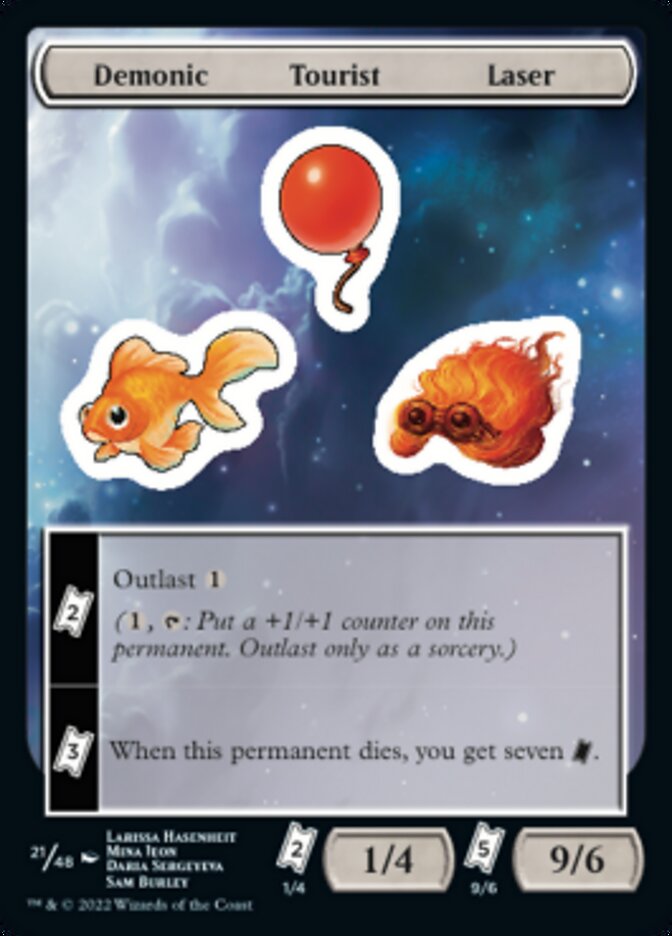 Demonic Tourist Laser
2
Outlast 1
(1, : Put a +1/+1 counter on this
permanent. Outlast only as a sorcery.)
3
When this permanent dies, you get seven .
21/48
Larissa Hasenheit
Mina Jeon
Daria Sergeyeva
Sam Burley
2
1/4
1/4
5
9/6
9/6
™ & © 2022 Wizards of the Coast